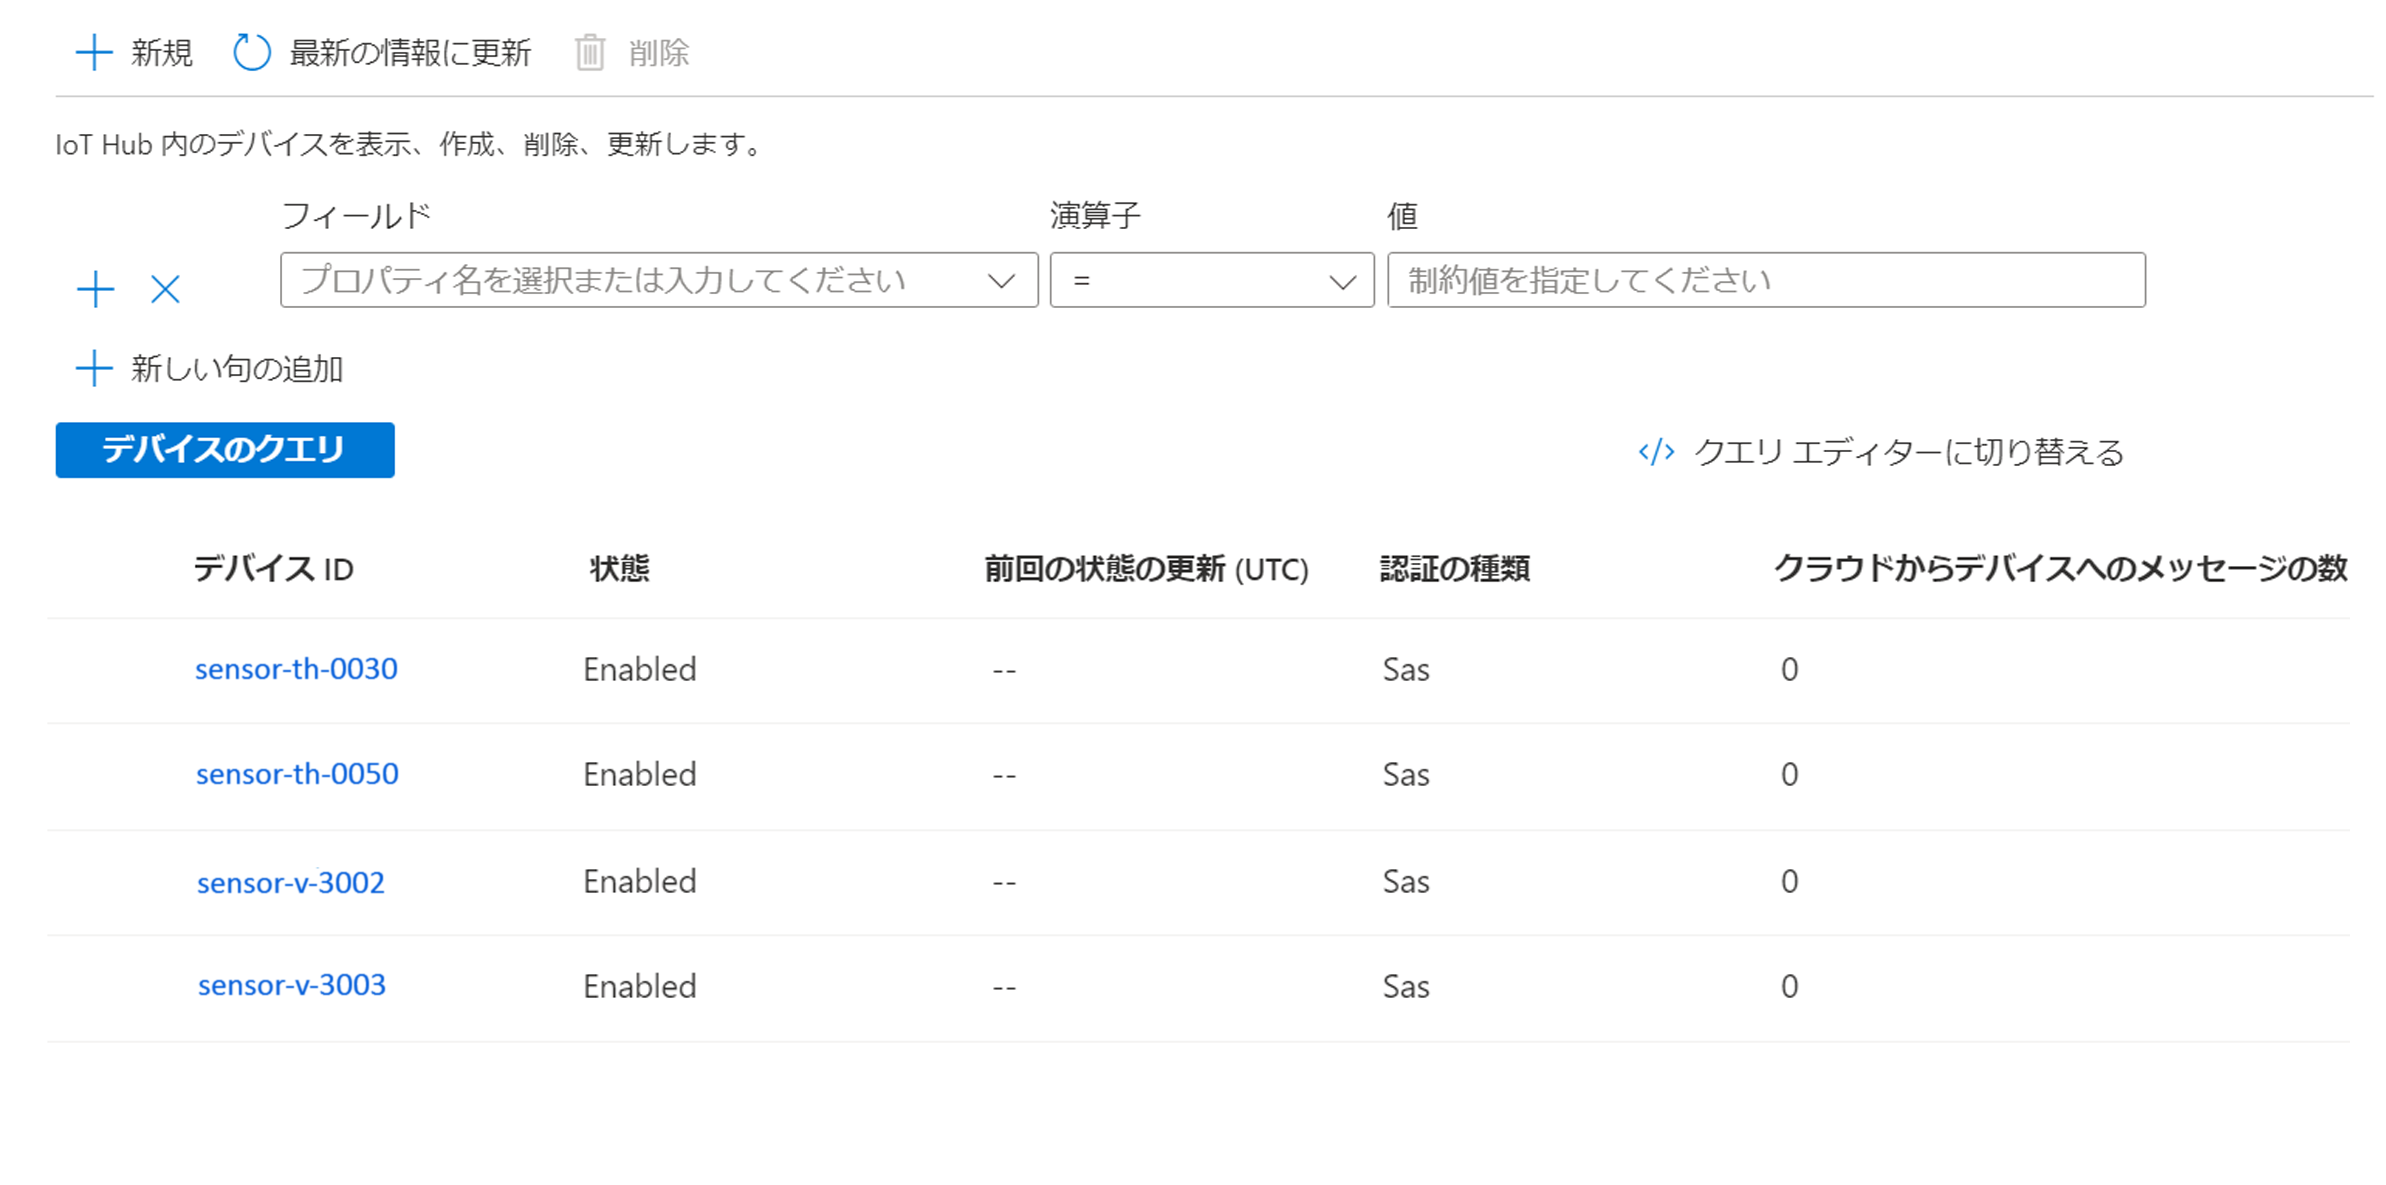 新規 最新の情報に更新 削除
IoT Hub 内のデバイスを表示、作成、削除、更新します。
フィールド 演算子 値
プロパティ名を選択または入力してください = 制約値を指定してください
新しい句の追加
デバイスのクエリ </> クエリ エディターに切り替える
デバイス ID 状態 前回の状態の更新 (UTC) 認証の種類 クラウドからデバイスへのメッセージの数
sensor-th-0030 Enabled -- Sas 0
sensor-th-0050 Enabled -- Sas 0
sensor-v-3002 Enabled -- Sas 0
sensor-v-3003 Enabled -- Sas 0